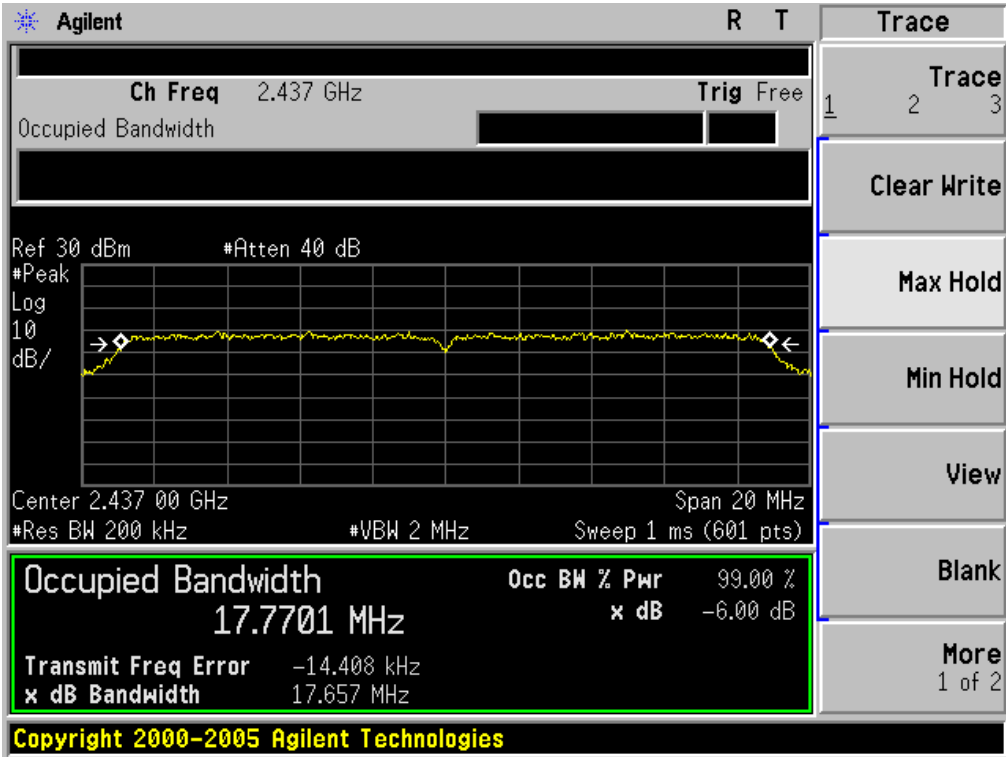 Agilent R T
Ch Freq 2.437 GHz Trig Free
Occupied Bandwidth
Ref 30 dBm #Atten 40 dB
#Peak
Log
10
dB/
Center 2.437 00 GHz Span 20 MHz
#Res BW 200 kHz #VBW 2 MHz Sweep 1 ms (601 pts)
Occupied Bandwidth Occ BW % Pwr 99.00 %
17.7701 MHz x dB -6.00 dB
Transmit Freq Error -14.408 kHz
x dB Bandwidth 17.657 MHz
Copyright 2000-2005 Agilent Technologies
Trace
Trace
1 2 3
Clear Write
Max Hold
Min Hold
View
Blank
More
1 of 2